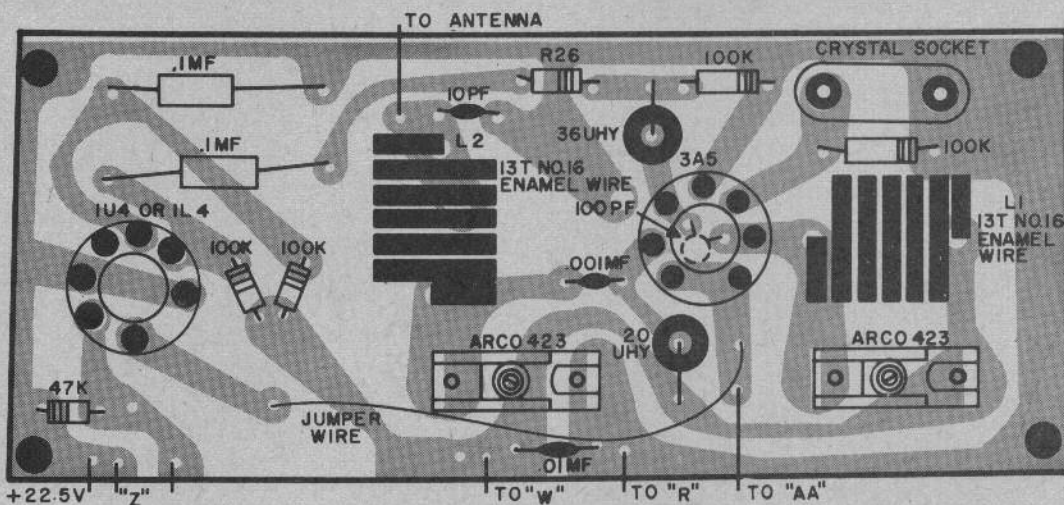 TO ANTENNA
.1MF
R26
100K
CRYSTAL SOCKET
10PF
L2
36UHY
100K
.1MF
13T NO.16
ENAMEL WIRE
3A5
100PF
L1
13T NO.16
ENAMEL
WIRE
1U4 OR 1L4
100K
100K
.001MF
20
UHY
ARCO 423
ARCO 423
47K
JUMPER
WIRE
.01MF
+22.5V
"Z"
TO "W"
TO "R"
TO "AA"